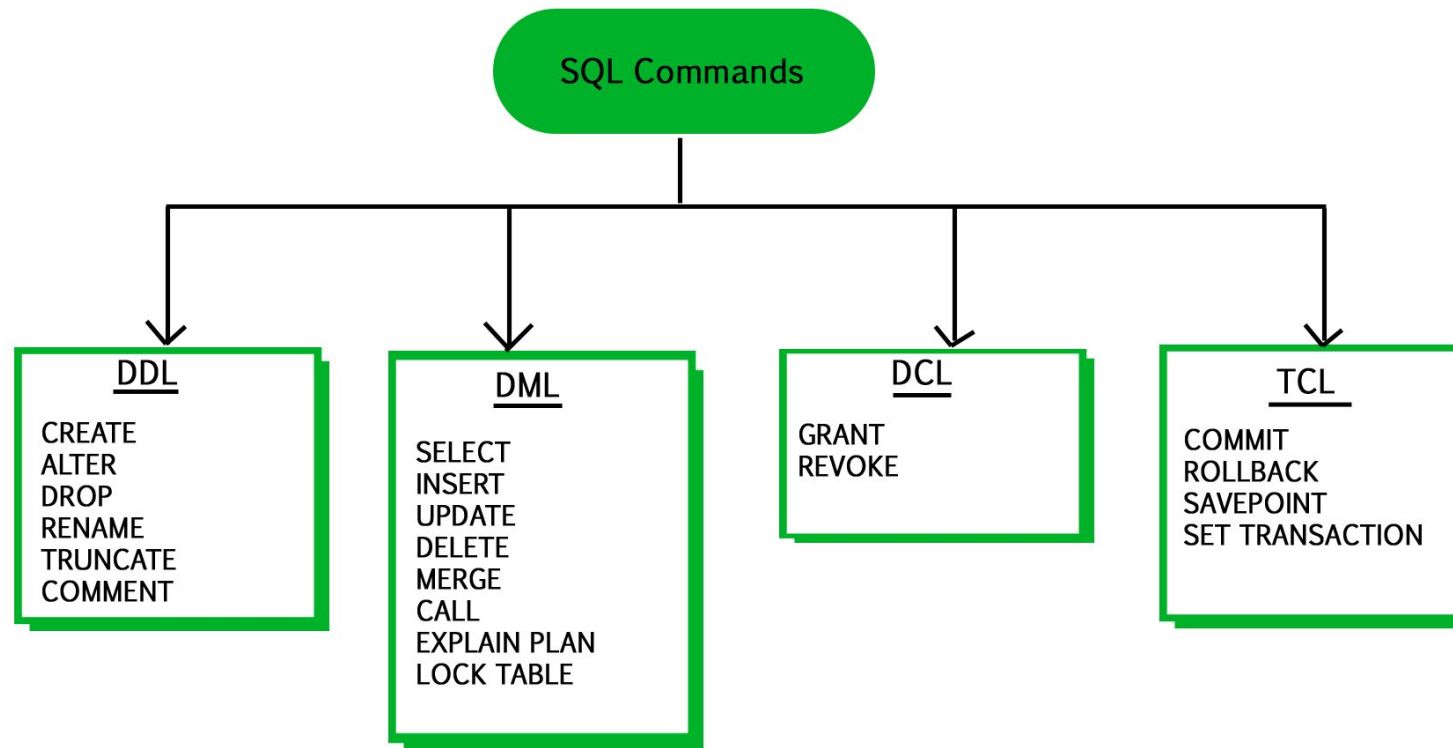 SQL Commands
DDL
CREATE
ALTER
DROP
RENAME
TRUNCATE
COMMENT
DML
SELECT
INSERT
UPDATE
DELETE
MERGE
CALL
EXPLAIN PLAN
LOCK TABLE
DCL
GRANT
REVOKE
TCL
COMMIT
ROLLBACK
SAVEPOINT
SET TRANSACTION